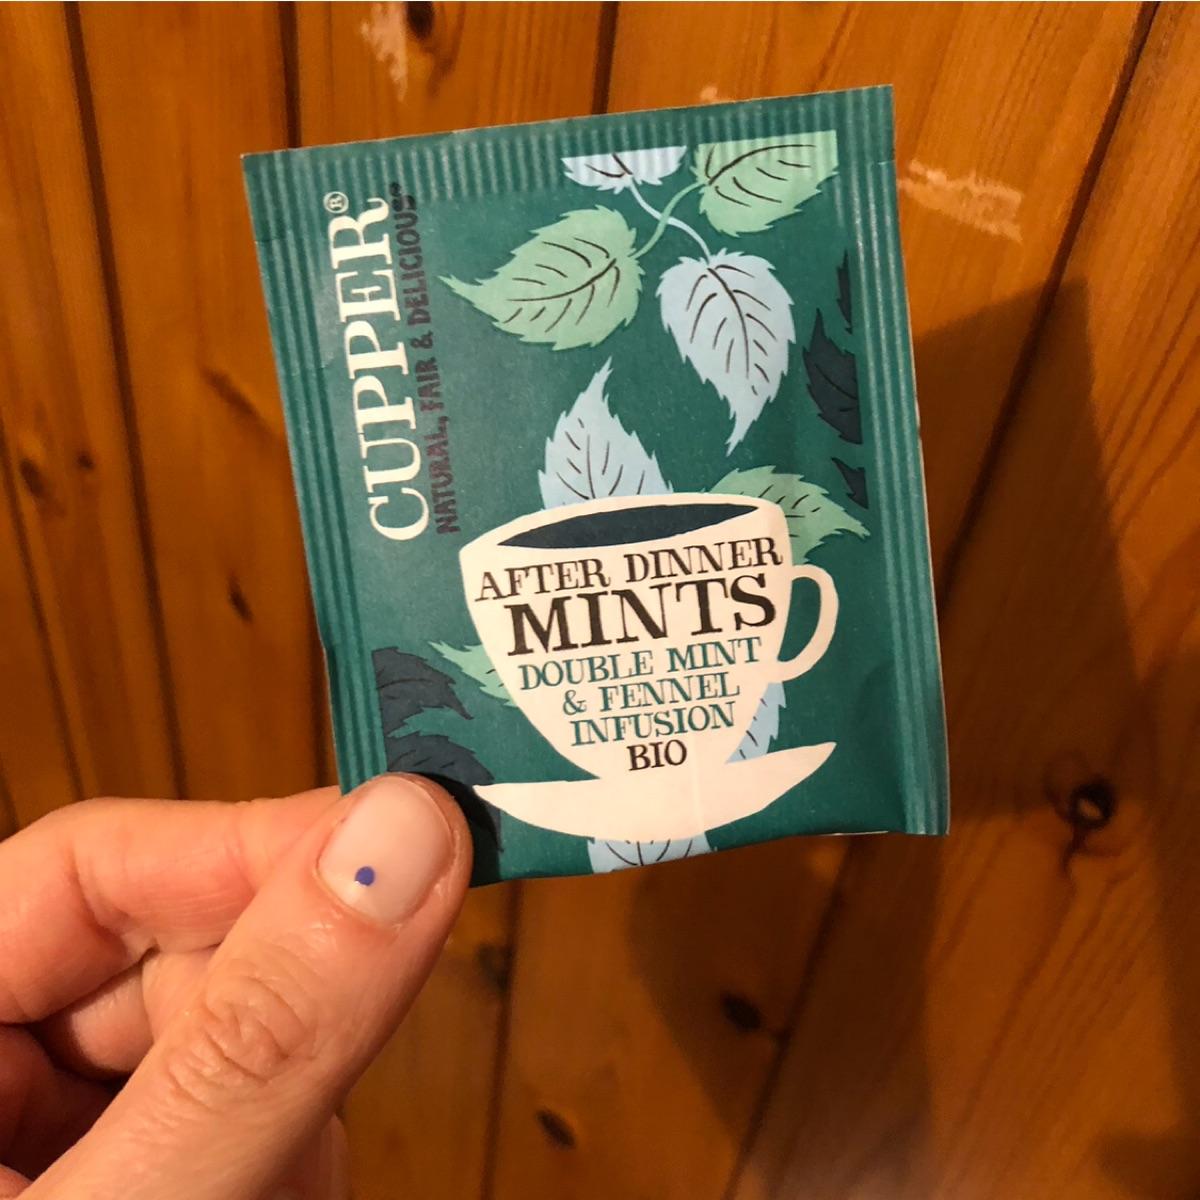 CUPPER®
NATURAL, FAIR & DELICIOUS®
AFTER DINNER
MINTS
DOUBLE MINT
& FENNEL
INFUSION
BIO